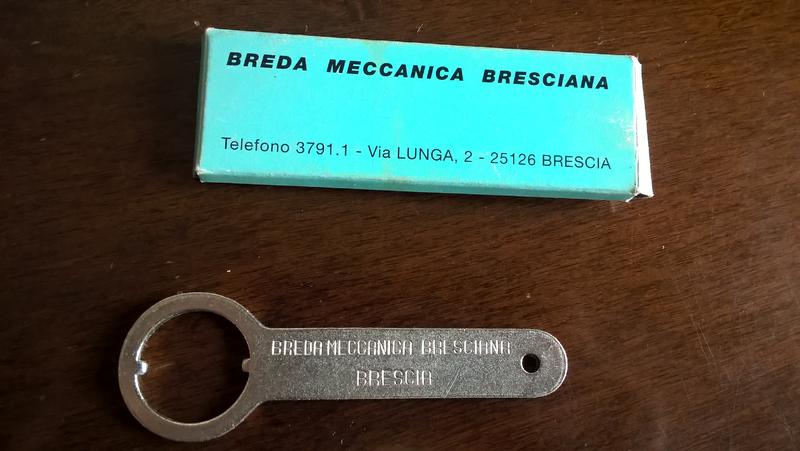 BREDA MECCANICA BRESCIANA
Telefono 3791.1 - Via LUNGA, 2 - 25126 BRESCIA
BREDA MECCANICA BRESCIANA
BRESCIA